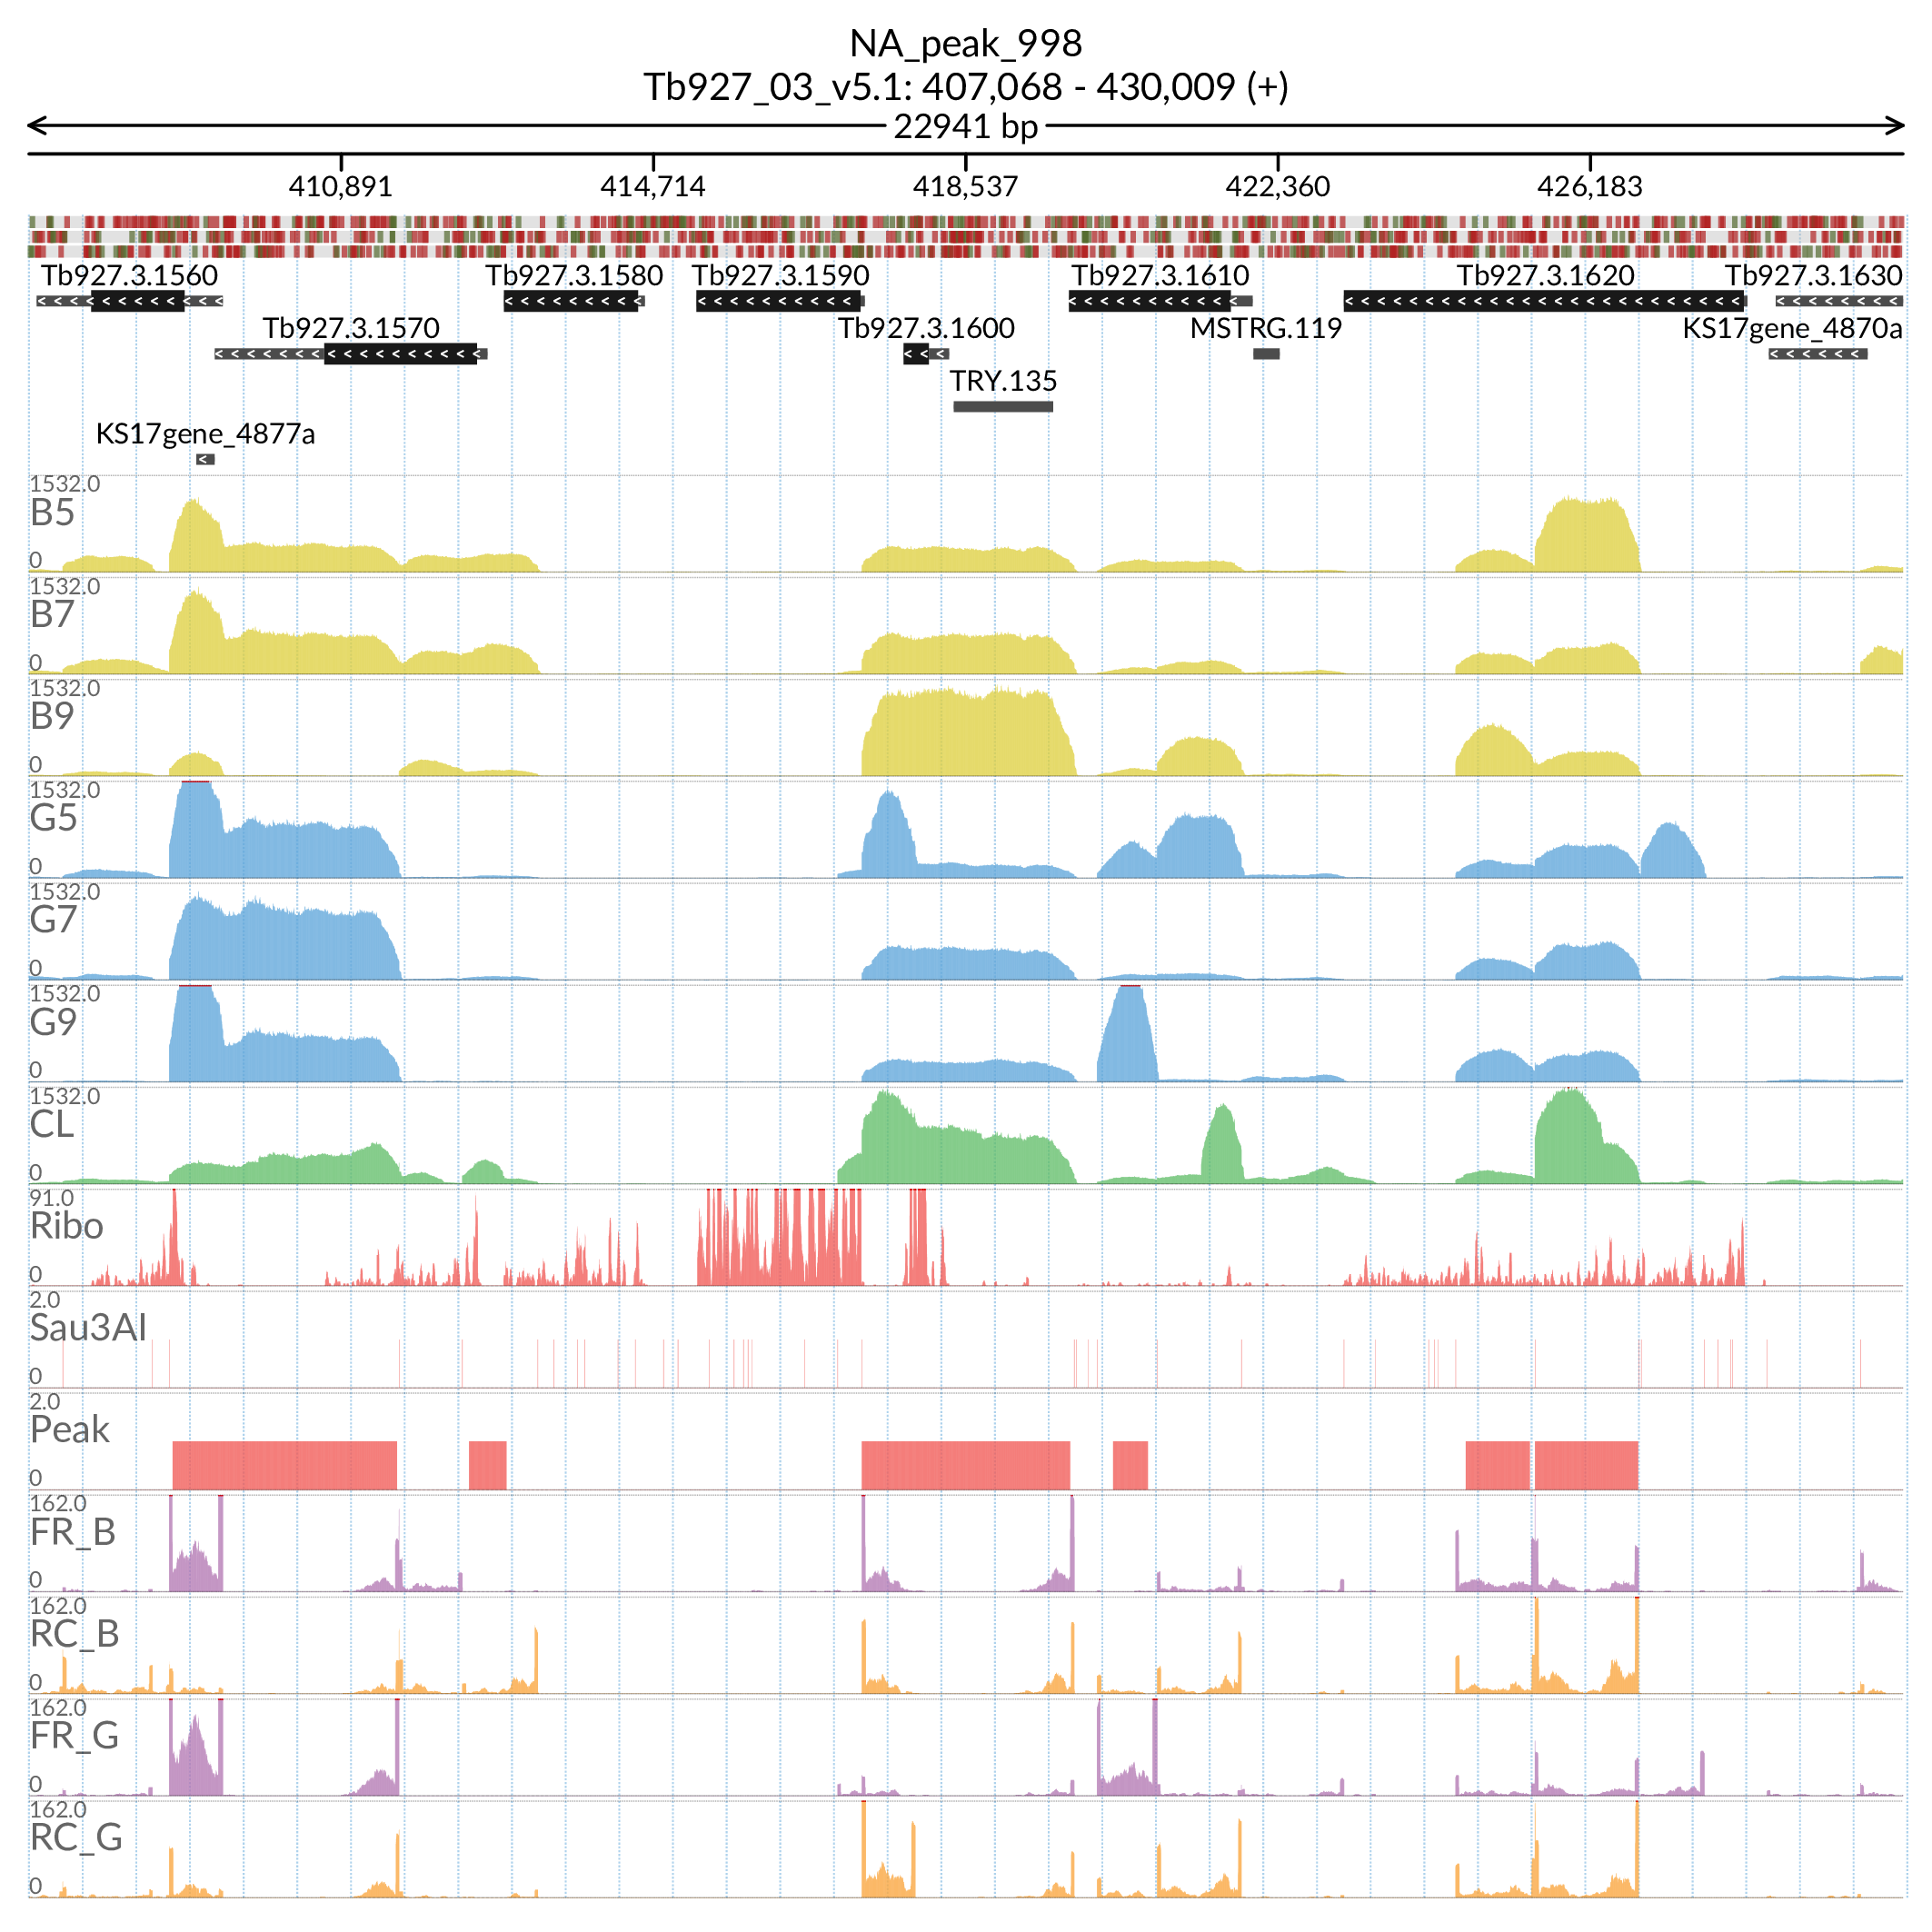 NA_peak_998
Tb927_03_v5.1: 407,068 - 430,009 (+)
22941 bp
410,891 414,714 418,537 422,360 426,183
Tb927.3.1560 Tb927.3.1580 Tb927.3.1590 Tb927.3.1610 Tb927.3.1620 Tb927.3.1630
Tb927.3.1570 Tb927.3.1600 MSTRG.119 KS17gene_4870a
TRY.135
KS17gene_4877a
1532.0
B5
0
1532.0
B7
0
1532.0
B9
0
1532.0
G5
0
1532.0
G7
0
1532.0
G9
0
1532.0
CL
0
91.0
Ribo
0
2.0
Sau3AI
0
2.0
Peak
0
162.0
FR_B
0
162.0
RC_B
0
162.0
FR_G
0
162.0
RC_G
0